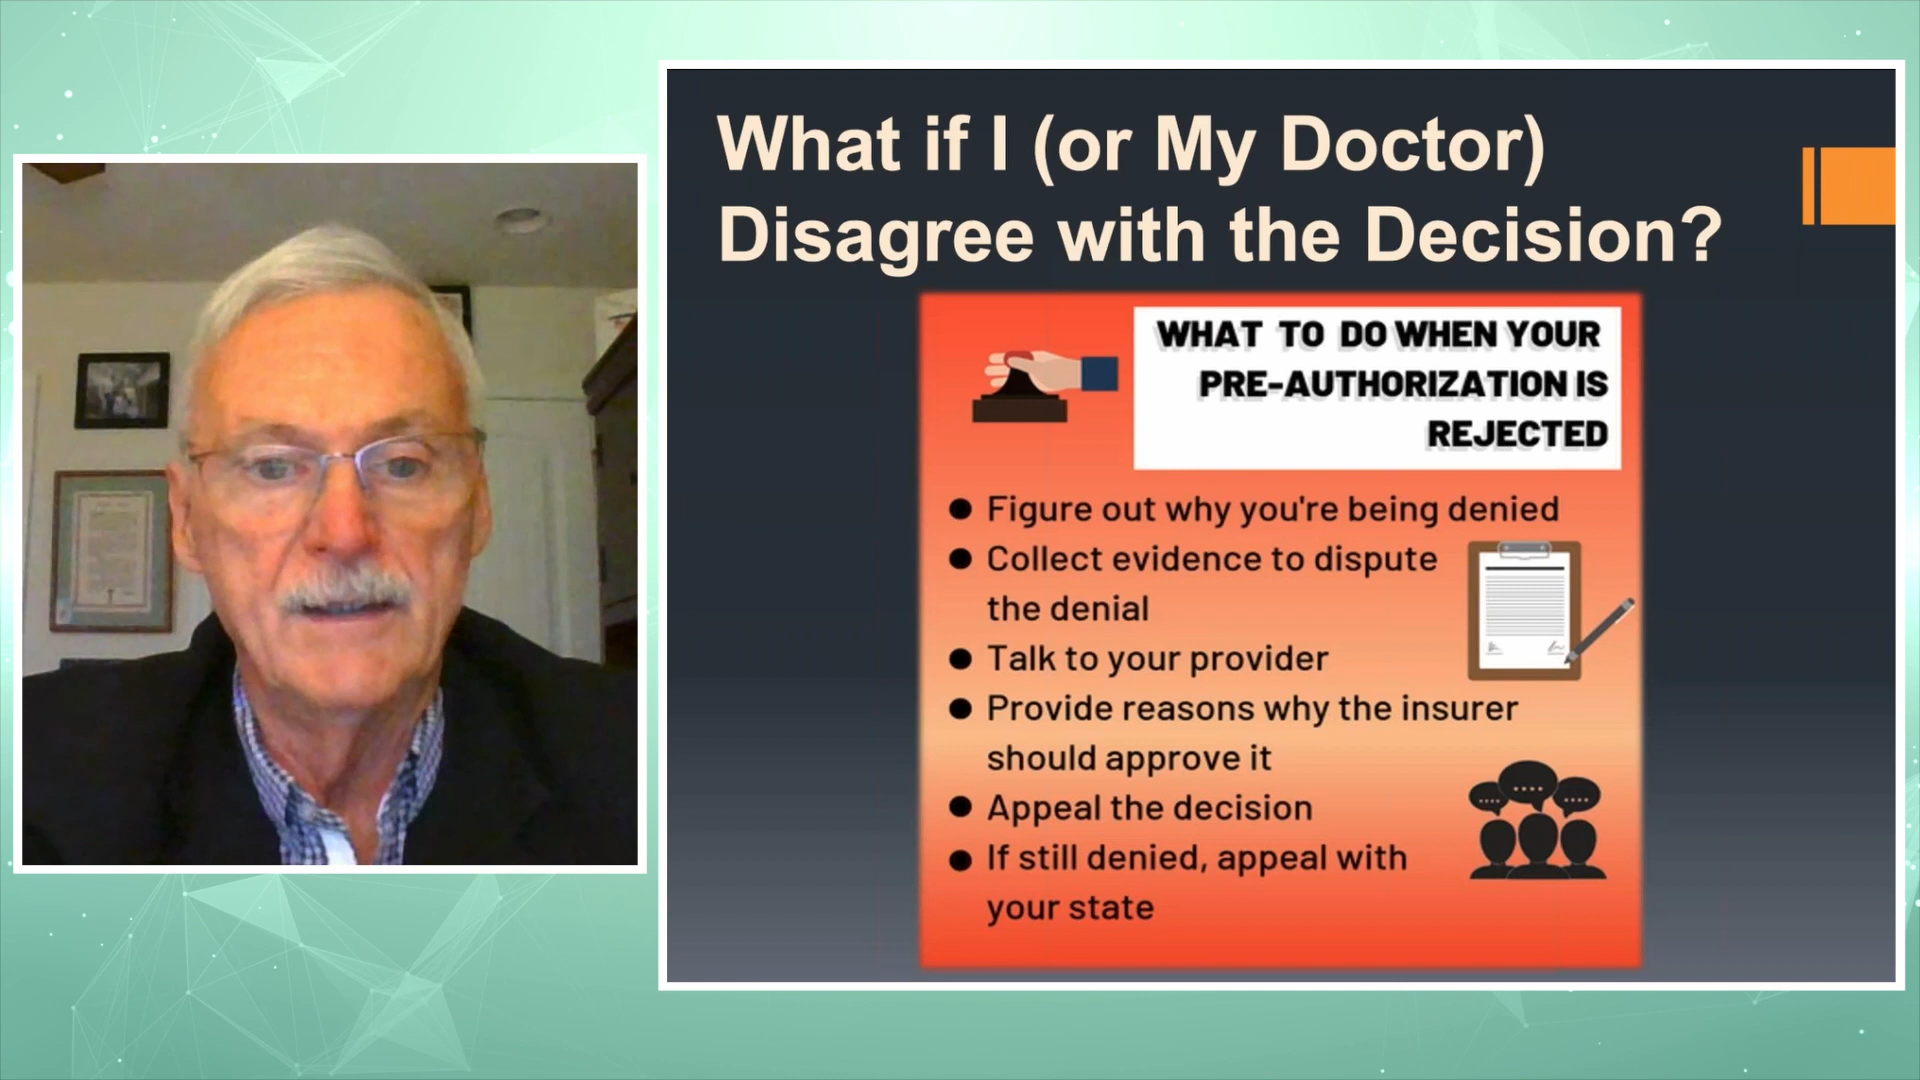 What if I (or My Doctor)
Disagree with the Decision?
WHAT TO DO WHEN YOUR
PRE-AUTHORIZATION IS
REJECTED
● Figure out why you're being denied
● Collect evidence to dispute
the denial
● Talk to your provider
● Provide reasons why the insurer
should approve it
● Appeal the decision
● If still denied, appeal with
your state